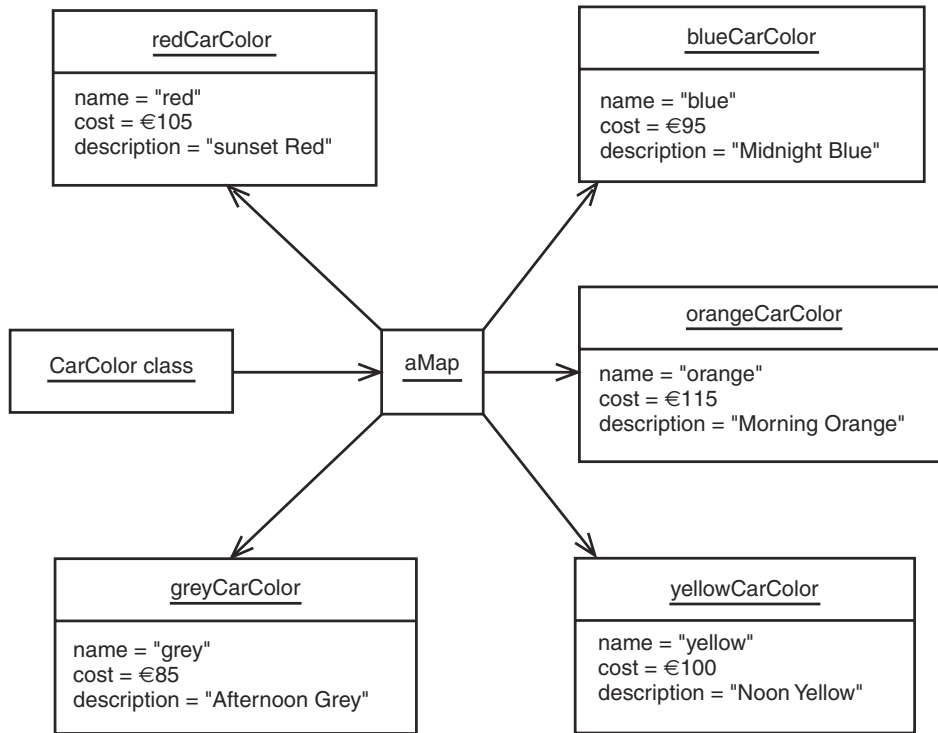 redCarColor
name = "red"
cost = €105
description = "sunset Red"
blueCarColor
name = "blue"
cost = €95
description = "Midnight Blue"
CarColor class
aMap
orangeCarColor
name = "orange"
cost = €115
description = "Morning Orange"
greyCarColor
name = "grey"
cost = €85
description = "Afternoon Grey"
yellowCarColor
name = "yellow"
cost = €100
description = "Noon Yellow"